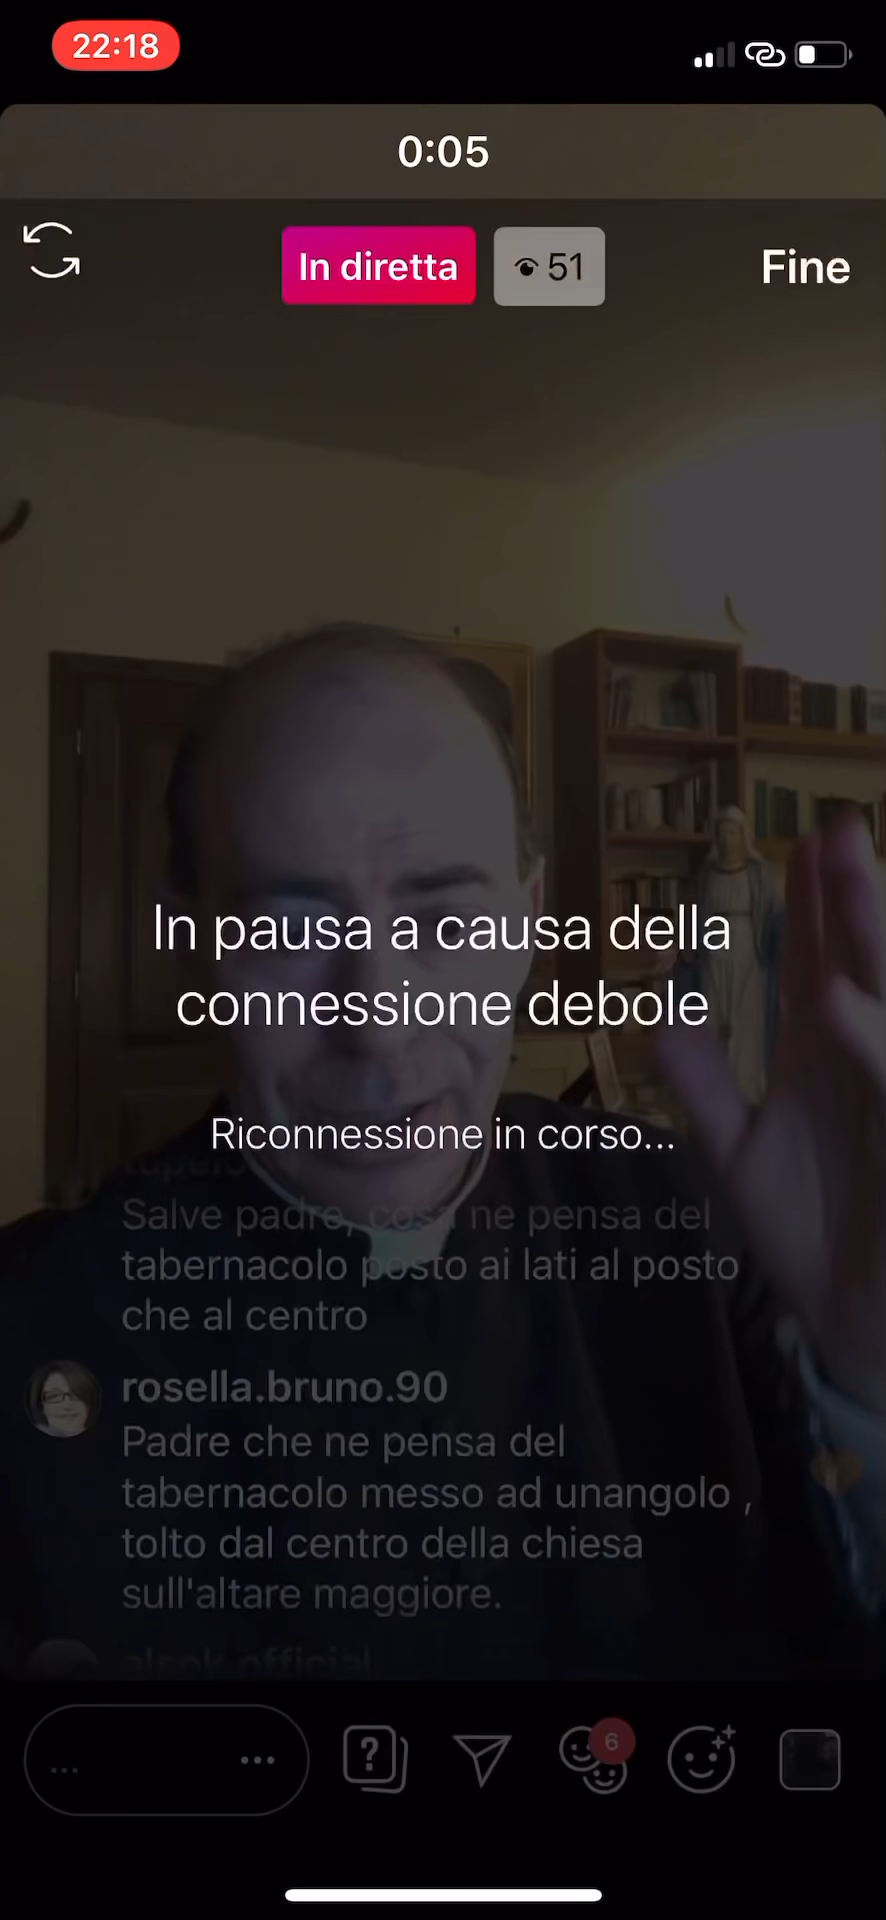 22:18
0:05
In diretta
51
Fine
In pausa a causa della
connessione debole
Riconnessione in corso...
Salve padre, cosa ne pensa del
tabernacolo posto ai lati al posto
che al centro
rosella.bruno.90
Padre che ne pensa del
tabernacolo messo ad unangolo ,
tolto dal centro della chiesa
sull'altare maggiore.
...
6